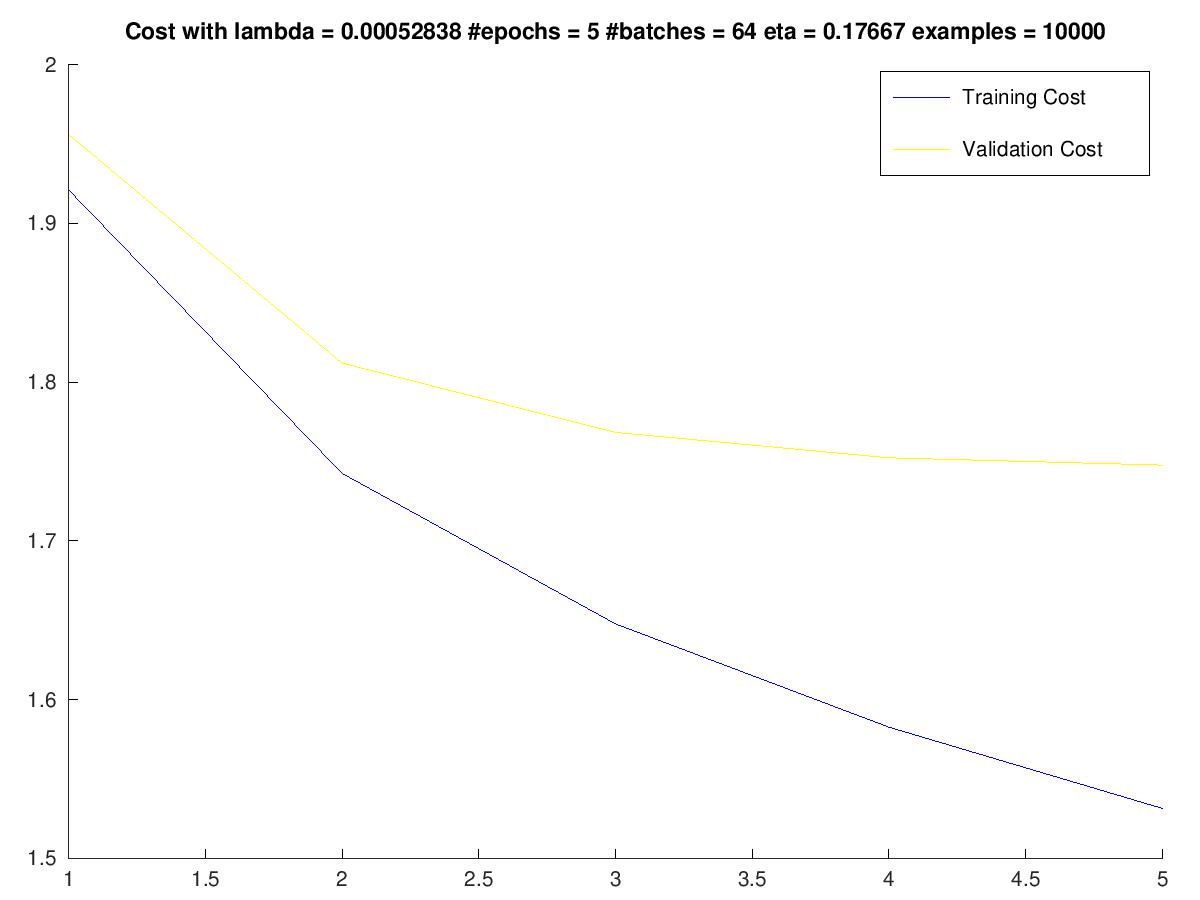 Cost with lambda = 0.00052838 #epochs = 5 #batches = 64 eta = 0.17667 examples = 10000
2
Training Cost
Validation Cost
1.9
1.8
1.7
1.6
1.5
1 1.5 2 2.5 3 3.5 4 4.5 5